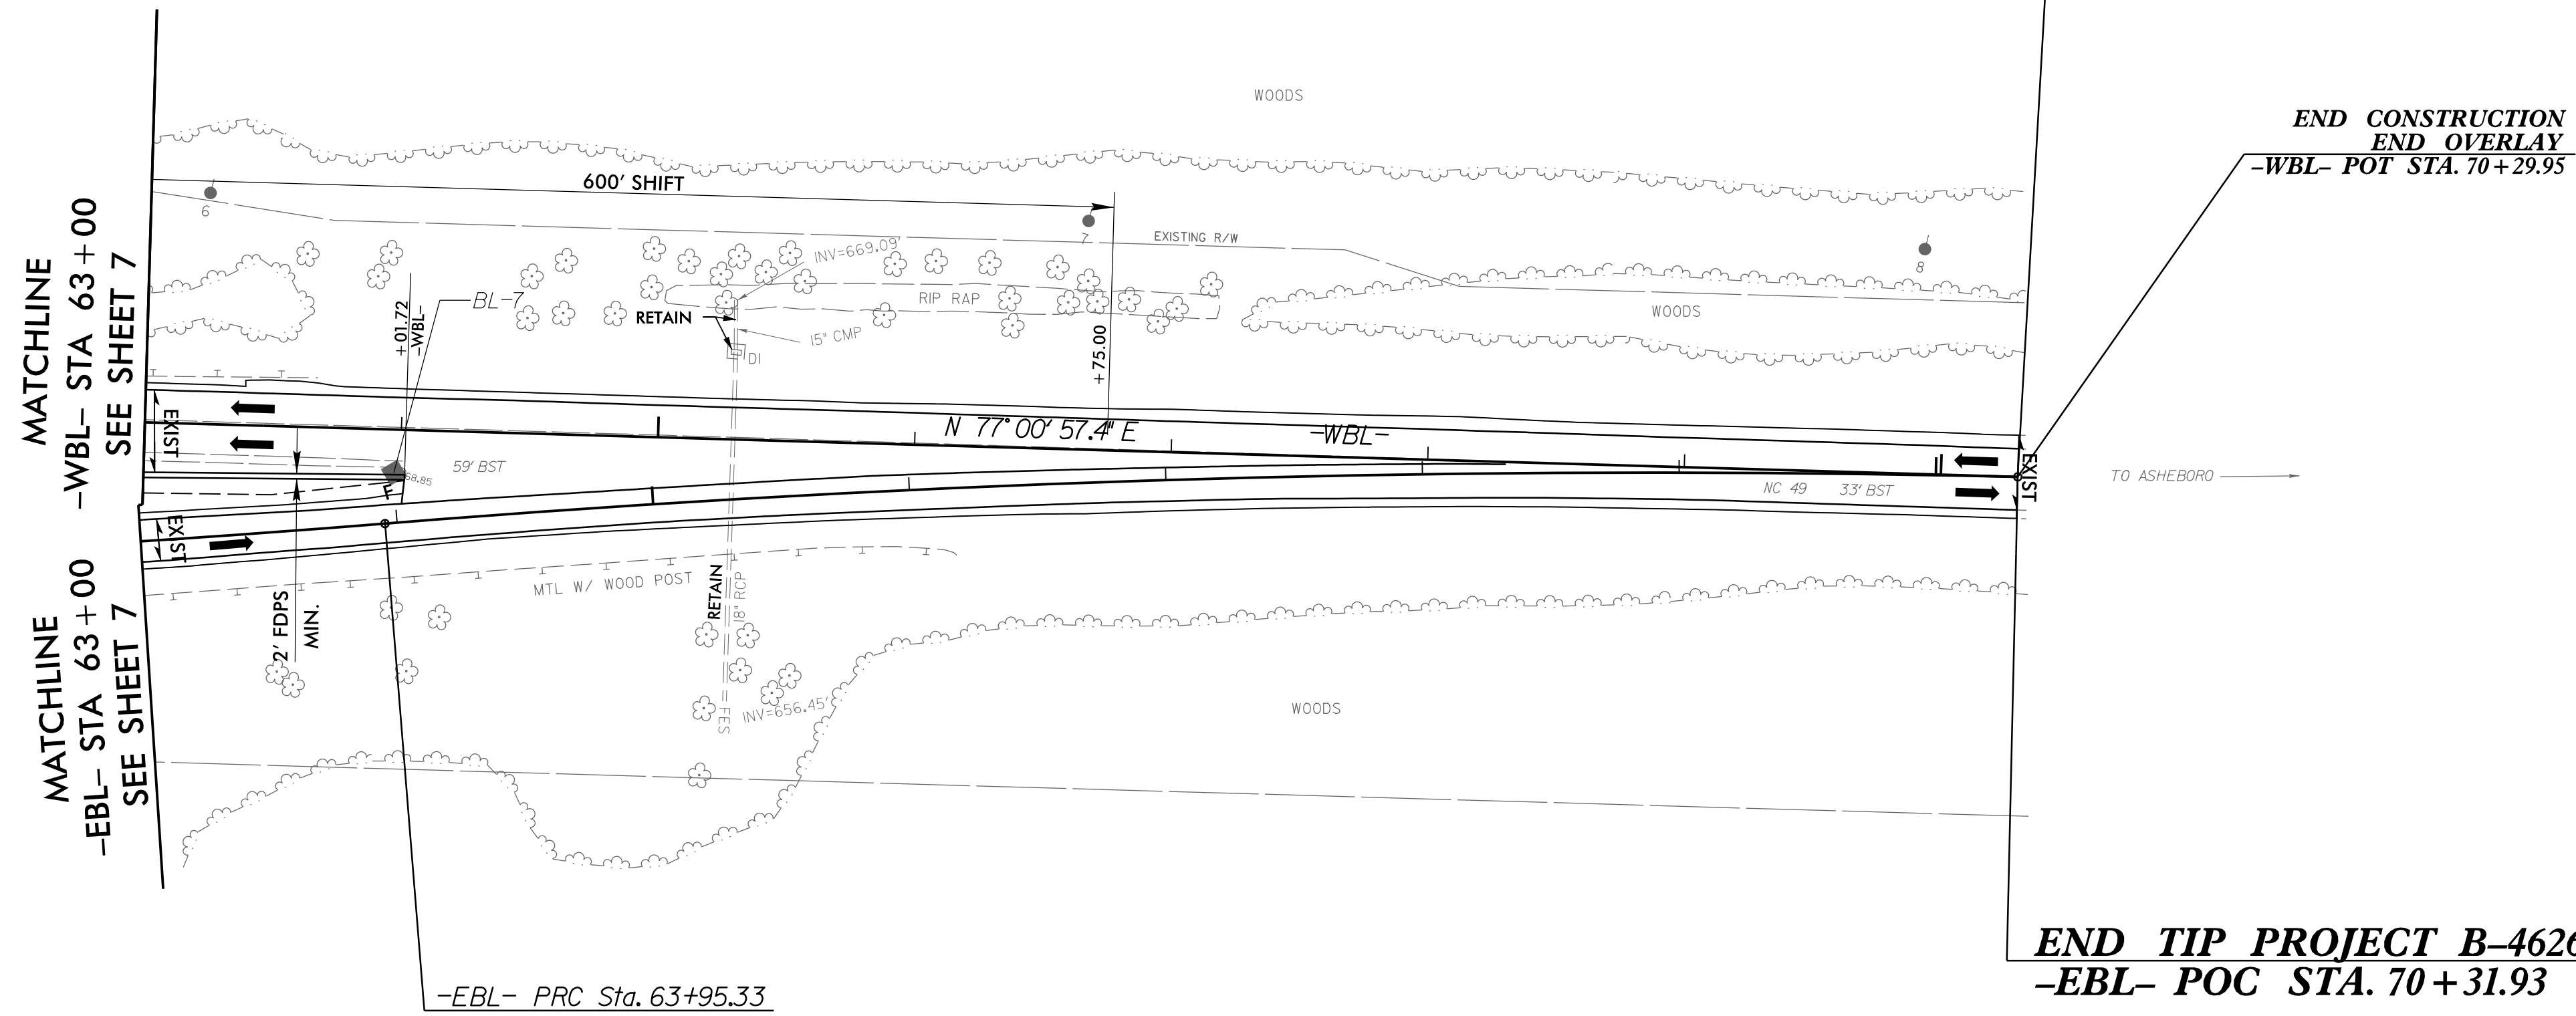 MATCHLINE
-WBL- STA 63+00
SEE SHEET 7
MATCHLINE
-EBL- STA 63+00
SEE SHEET 7
WOODS
END CONSTRUCTION
END OVERLAY
-WBL- POT STA. 70+29.95
600' SHIFT
6
7
8
EXISTING R/W
INV=669.09'
RIP RAP
WOODS
+01.72
-WBL-
BL-7
RETAIN
15" CMP
DI
+75.00
EXIST
N 77°00'57.4" E
-WBL-
59' BST
68.85
F
EXIST
NC 49
33' BST
EXIST
TO ASHEBORO
2' FDPS
MIN.
MTL W/ WOOD POST
RETAIN
18" RCP
FES
INV=656.45'
WOODS
-EBL- PRC Sta. 63+95.33
END TIP PROJECT B-4626
-EBL- POC STA. 70+31.93